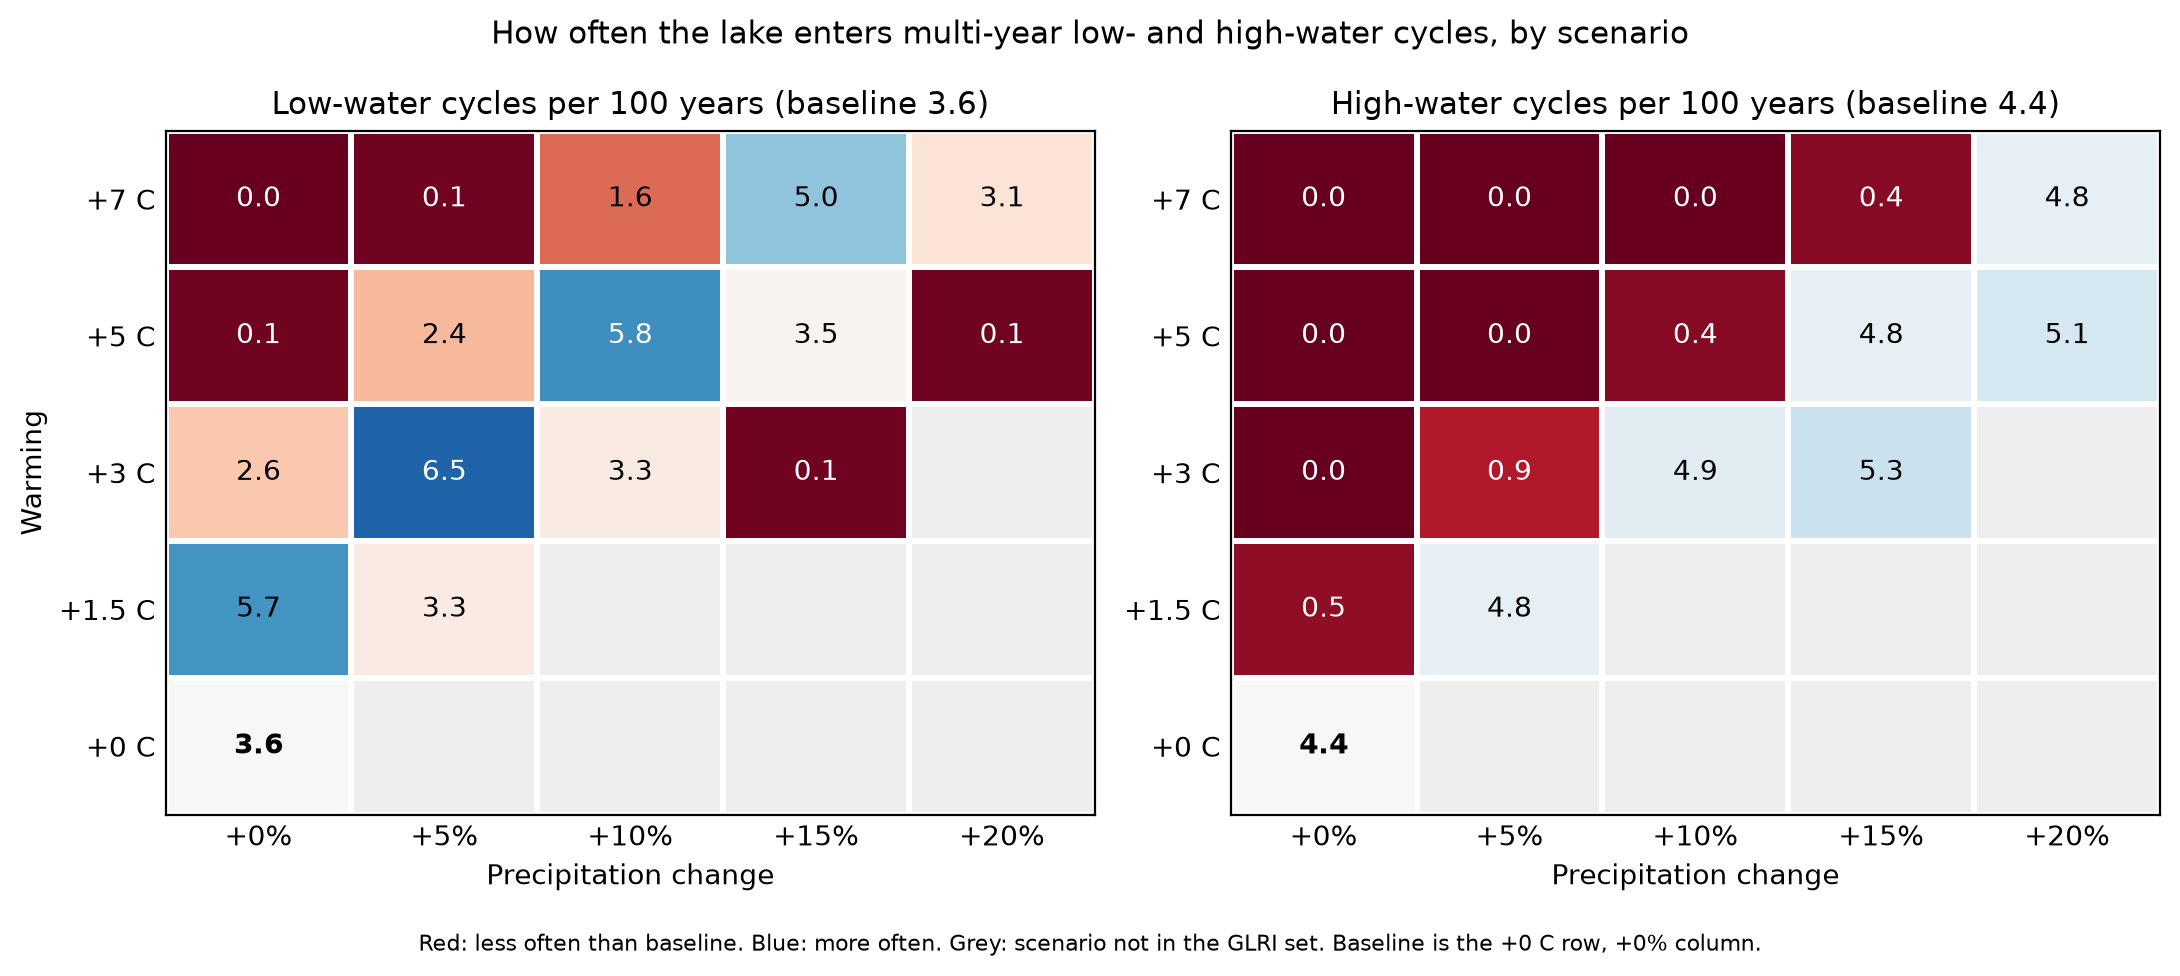 How often the lake enters multi-year low- and high-water cycles, by scenario
Low-water cycles per 100 years (baseline 3.6)
+7 C 0.0 0.1 1.6 5.0 3.1
+5 C 0.1 2.4 5.8 3.5 0.1
+3 C 2.6 6.5 3.3 0.1
+1.5 C 5.7 3.3
+0 C 3.6
Warming
+0% +5% +10% +15% +20%
Precipitation change
High-water cycles per 100 years (baseline 4.4)
+7 C 0.0 0.0 0.0 0.4 4.8
+5 C 0.0 0.0 0.4 4.8 5.1
+3 C 0.0 0.9 4.9 5.3
+1.5 C 0.5 4.8
+0 C 4.4
+0% +5% +10% +15% +20%
Precipitation change
Red: less often than baseline. Blue: more often. Grey: scenario not in the GLRI set. Baseline is the +0 C row, +0% column.